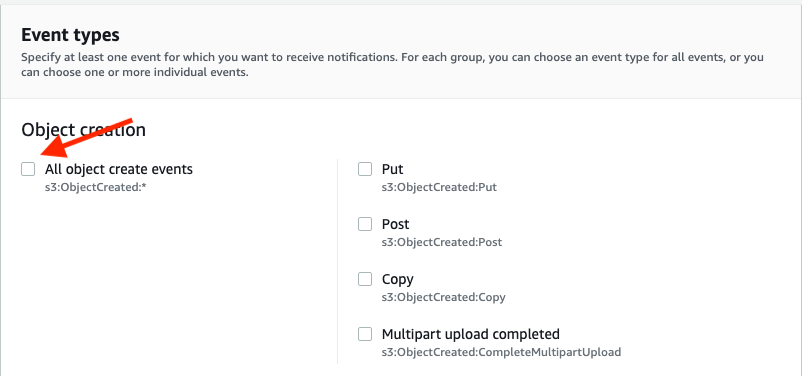 Event types
Specify at least one event for which you want to receive notifications. For each group, you can choose an event type for all events, or you
can choose one or more individual events.
Object creation
All object create events
s3:ObjectCreated:*
Put
s3:ObjectCreated:Put
Post
s3:ObjectCreated:Post
Copy
s3:ObjectCreated:Copy
Multipart upload completed
s3:ObjectCreated:CompleteMultipartUpload